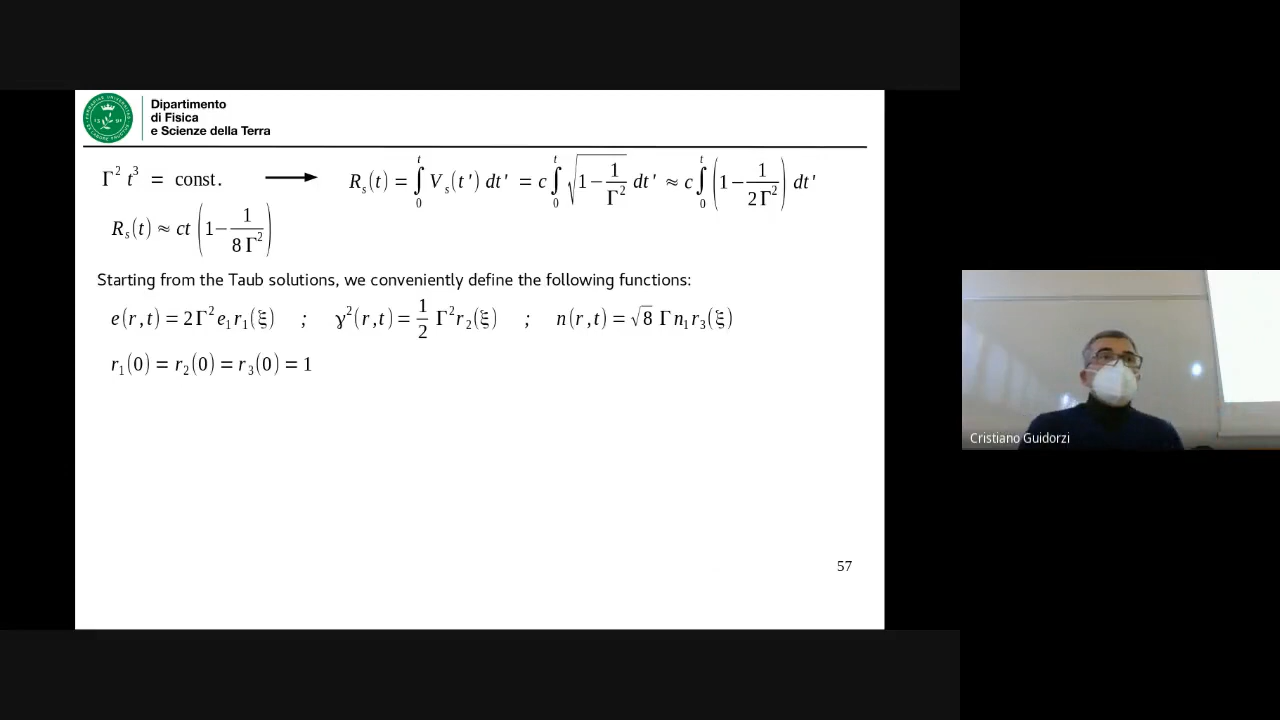 Dipartimento
di Fisica
e Scienze della Terra
Γ² t³ = const. ⟶ Rₛ(t) = ∫₀ᵗ Vₛ(t') dt' = c ∫₀ᵗ √(1 − 1/Γ²) dt' ≈ c ∫₀ᵗ (1 − 1/(2Γ²)) dt'
Rₛ(t) ≈ ct (1 − 1/(8Γ²))
Starting from the Taub solutions, we conveniently define the following functions:
e(r,t) = 2Γ² e₁ r₁(ξ) ; γ²(r,t) = 1/2 Γ² r₂(ξ) ; n(r,t) = √8 Γ n₁ r₃(ξ)
r₁(0) = r₂(0) = r₃(0) = 1
57
Cristiano Guidorzi